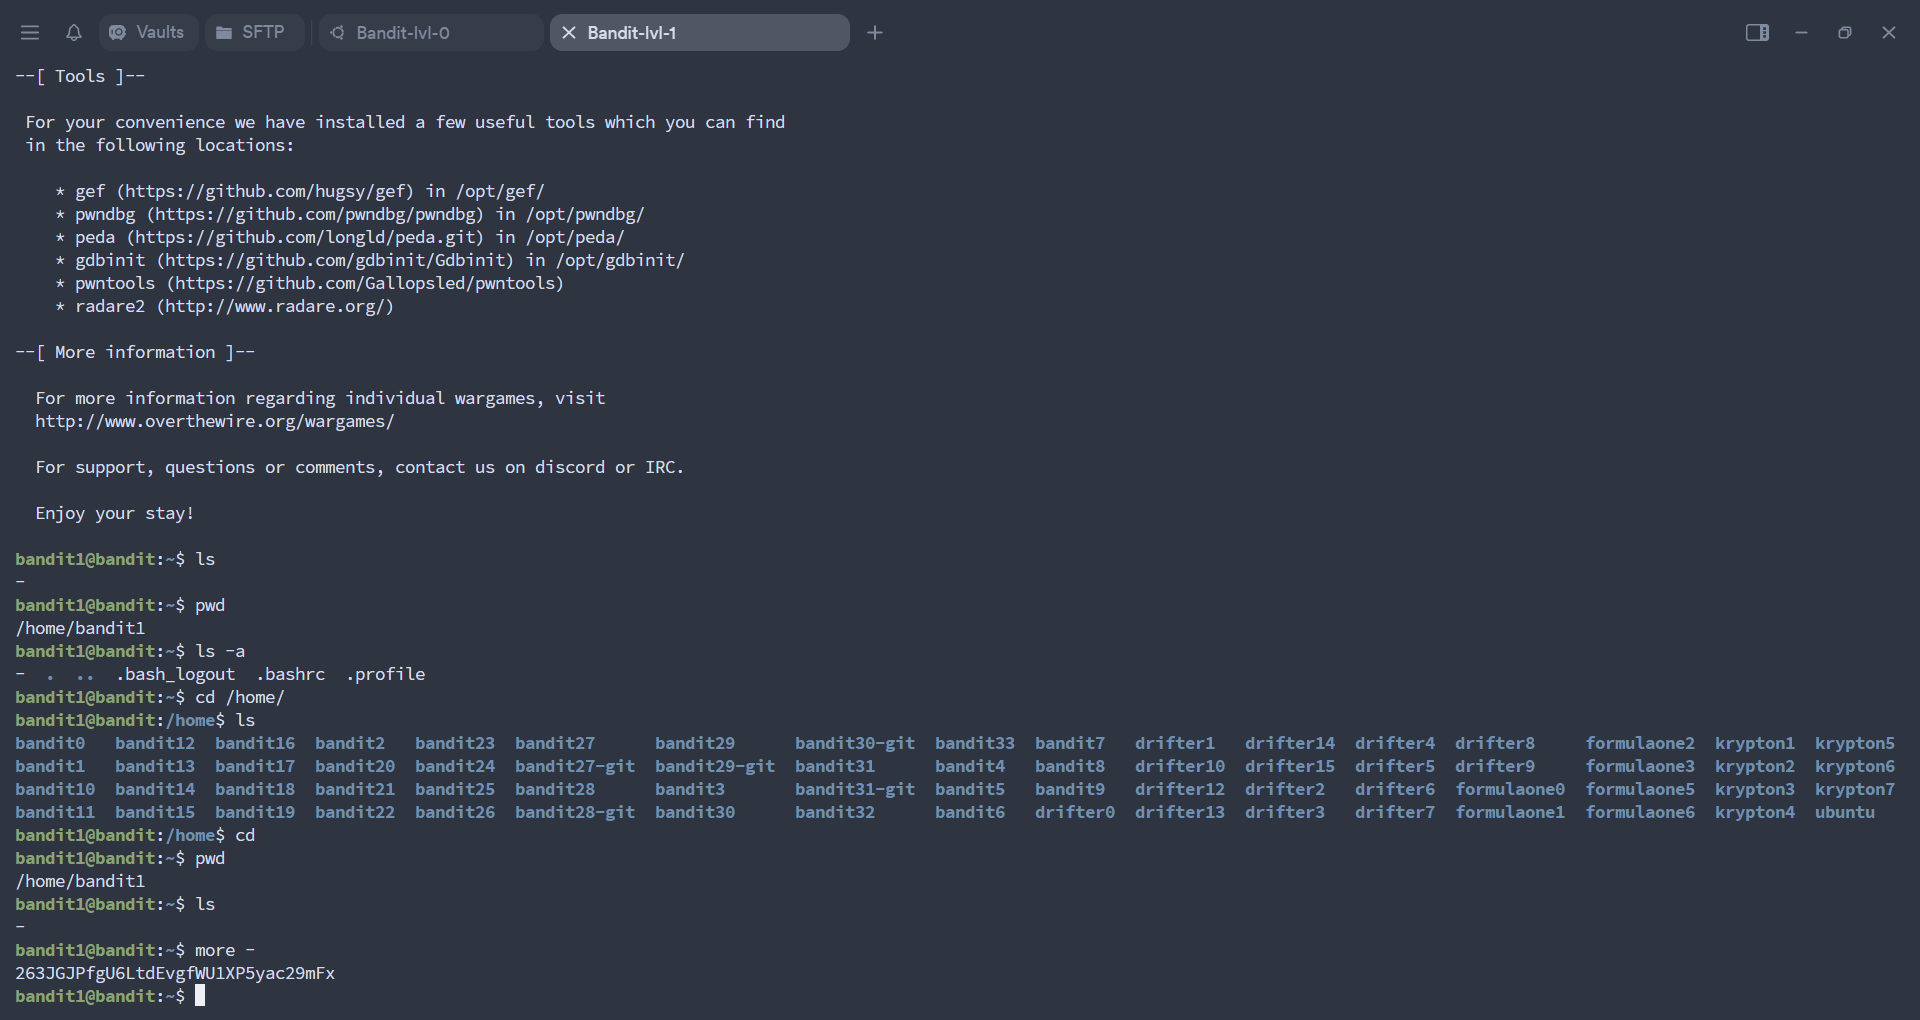 Vaults SFTP Bandit-lvl-0 Bandit-lvl-1
--[ Tools ]--
For your convenience we have installed a few useful tools which you can find
in the following locations:
* gef (https://github.com/hugsy/gef) in /opt/gef/
* pwndbg (https://github.com/pwndbg/pwndbg) in /opt/pwndbg/
* peda (https://github.com/longld/peda.git) in /opt/peda/
* gdbinit (https://github.com/gdbinit/Gdbinit) in /opt/gdbinit/
* pwntools (https://github.com/Gallopsled/pwntools)
* radare2 (http://www.radare.org/)
--[ More information ]--
For more information regarding individual wargames, visit
http://www.overthewire.org/wargames/
For support, questions or comments, contact us on discord or IRC.
Enjoy your stay!
bandit1@bandit:~$ ls
-
bandit1@bandit:~$ pwd
/home/bandit1
bandit1@bandit:~$ ls -a
- . .. .bash_logout .bashrc .profile
bandit1@bandit:~$ cd /home/
bandit1@bandit:/home$ ls
bandit0 bandit12 bandit16 bandit2 bandit23 bandit27 bandit29 bandit30-git bandit33 bandit7 drifter1 drifter14 drifter4 drifter8 formulaone2 krypton1 krypton5
bandit1 bandit13 bandit17 bandit20 bandit24 bandit27-git bandit29-git bandit31 bandit4 bandit8 drifter10 drifter15 drifter5 drifter9 formulaone3 krypton2 krypton6
bandit10 bandit14 bandit18 bandit21 bandit25 bandit28 bandit3 bandit31-git bandit5 bandit9 drifter12 drifter2 drifter6 formulaone0 formulaone5 krypton3 krypton7
bandit11 bandit15 bandit19 bandit22 bandit26 bandit28-git bandit30 bandit32 bandit6 drifter0 drifter13 drifter3 drifter7 formulaone1 formulaone6 krypton4 ubuntu
bandit1@bandit:/home$ cd
bandit1@bandit:~$ pwd
/home/bandit1
bandit1@bandit:~$ ls
-
bandit1@bandit:~$ more -
263JGJPfgU6LtdEvgfWU1XP5yac29mFx
bandit1@bandit:~$